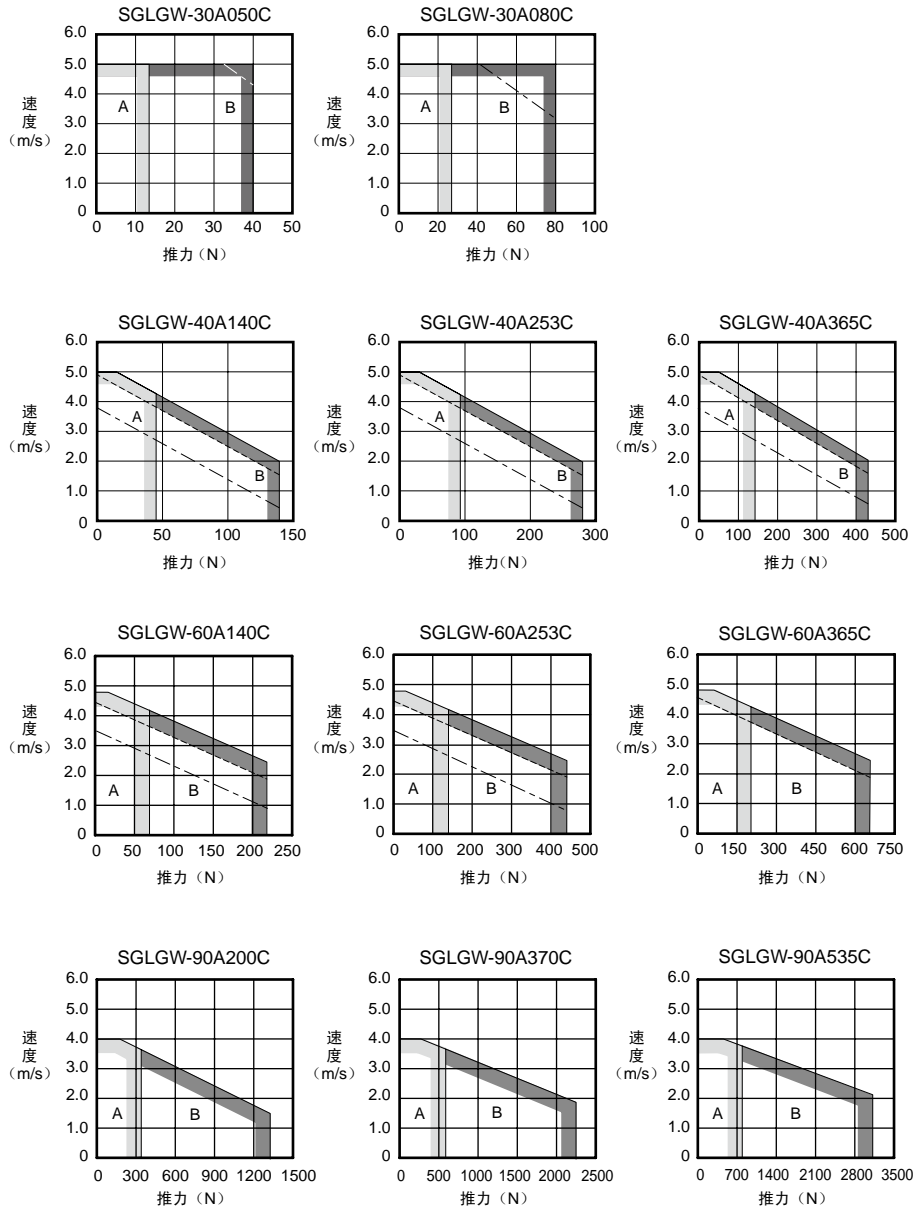 SGLGW-30A050C
6.0
5.0
4.0
3.0
2.0
1.0
0
速
度
（m/s）
A
B
0 10 20 30 40 50
推力（N）
SGLGW-30A080C
6.0
5.0
4.0
3.0
2.0
1.0
0
速
度
（m/s）
A
B
0 20 40 60 80 100
推力（N）
SGLGW-40A140C
6.0
5.0
4.0
3.0
2.0
1.0
0
速
度
（m/s）
A
B
0 50 100 150
推力（N）
SGLGW-40A253C
6.0
5.0
4.0
3.0
2.0
1.0
0
速
度
（m/s）
A
B
0 100 200 300
推力(N）
SGLGW-40A365C
6.0
5.0
4.0
3.0
2.0
1.0
0
速
度
（m/s）
A
B
0 100 200 300 400 500
推力（N）
SGLGW-60A140C
6.0
5.0
4.0
3.0
2.0
1.0
0
速
度
（m/s）
A
B
0 50 100 150 200 250
推力（N）
SGLGW-60A253C
6.0
5.0
4.0
3.0
2.0
1.0
0
速
度
（m/s）
A
B
0 100 200 300 400 500
推力（N）
SGLGW-60A365C
6.0
5.0
4.0
3.0
2.0
1.0
0
速
度
（m/s）
A
B
0 150 300 450 600 750
推力（N）
SGLGW-90A200C
6.0
5.0
4.0
3.0
2.0
1.0
0
速
度
（m/s）
A
B
0 300 600 900 1200 1500
推力（N）
SGLGW-90A370C
6.0
5.0
4.0
3.0
2.0
1.0
0
速
度
（m/s）
A
B
0 500 1000 1500 2000 2500
推力（N）
SGLGW-90A535C
6.0
5.0
4.0
3.0
2.0
1.0
0
速
度
（m/s）
A
B
0 700 1400 2100 2800 3500
推力（N）